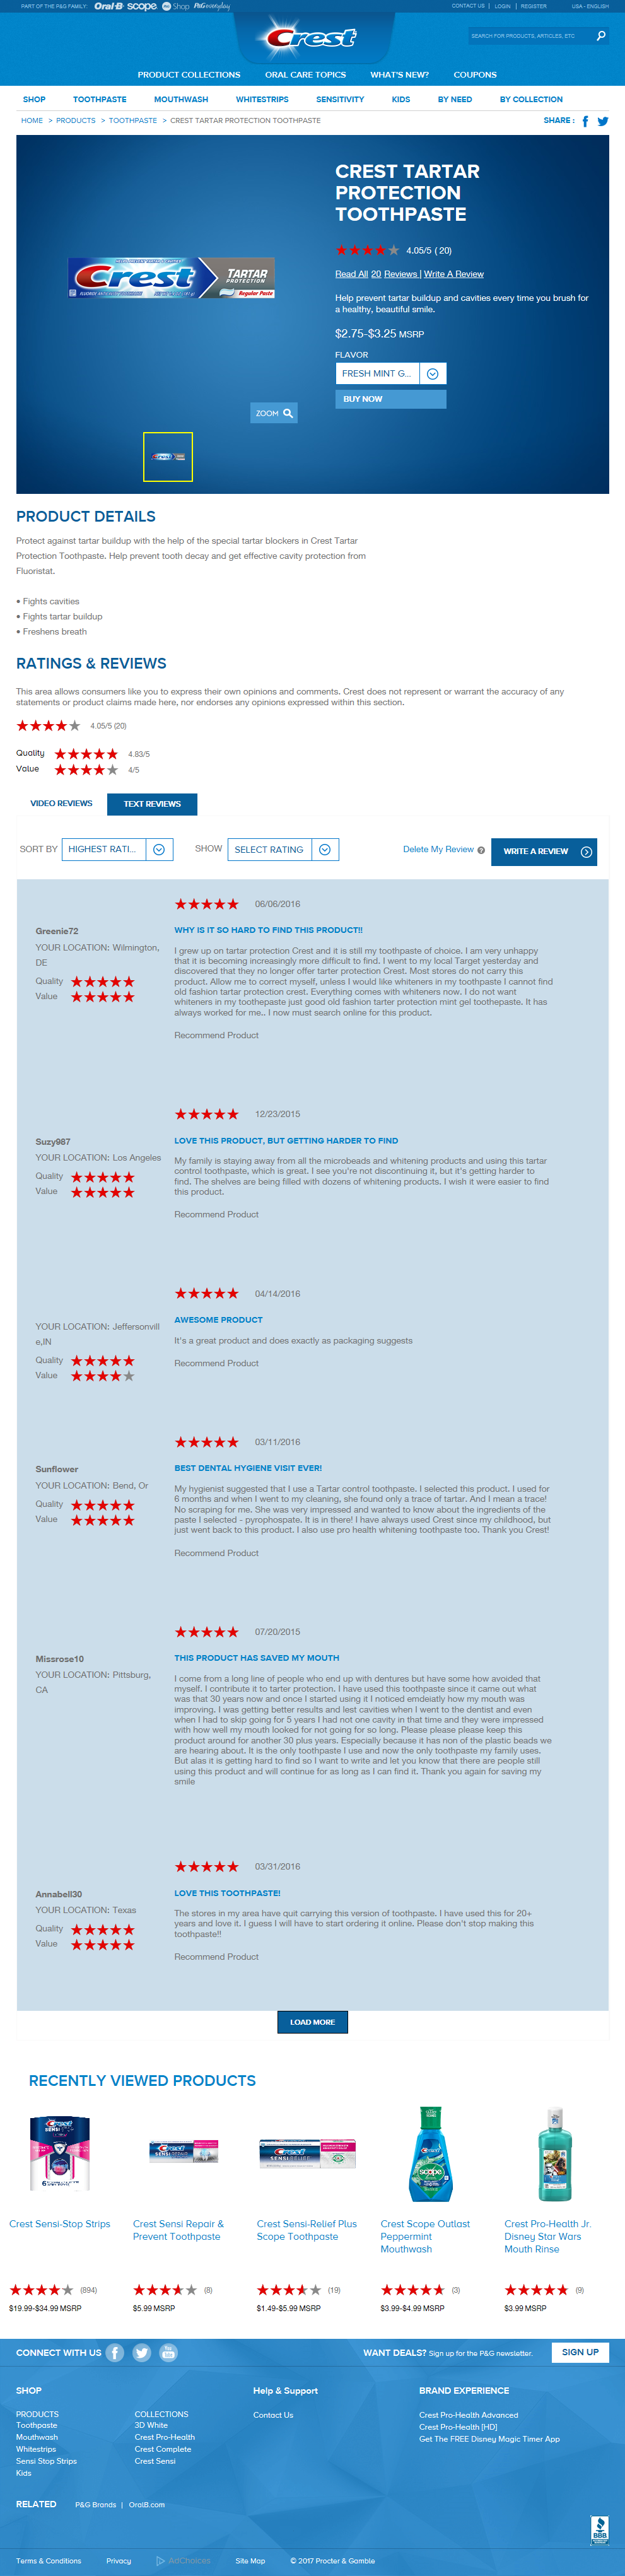 PART OF THE P&G FAMILY: Oral-B scope Shop P&G everyday CONTACT US | LOGIN | REGISTER USA - ENGLISH
Crest
SEARCH FOR PRODUCTS, ARTICLES, ETC
PRODUCT COLLECTIONS ORAL CARE TOPICS WHAT'S NEW? COUPONS
SHOP TOOTHPASTE MOUTHWASH WHITESTRIPS SENSITIVITY KIDS BY NEED BY COLLECTION
HOME > PRODUCTS > TOOTHPASTE > CREST TARTAR PROTECTION TOOTHPASTE SHARE :
CREST TARTAR
PROTECTION
TOOTHPASTE
Crest TARTAR
PROTECTION
Regular Paste
4.05/5 ( 20)
Read All 20 Reviews | Write A Review
Help prevent tartar buildup and cavities every time you brush for
a healthy, beautiful smile.
$2.75-$3.25 MSRP
FLAVOR
FRESH MINT G...
BUY NOW
ZOOM
PRODUCT DETAILS
Protect against tartar buildup with the help of the special tartar blockers in Crest Tartar
Protection Toothpaste. Help prevent tooth decay and get effective cavity protection from
Fluoristat.
• Fights cavities
• Fights tartar buildup
• Freshens breath
RATINGS & REVIEWS
This area allows consumers like you to express their own opinions and comments. Crest does not represent or warrant the accuracy of any
statements or product claims made here, nor endorses any opinions expressed within this section.
4.05/5 (20)
Quality 4.83/5
Value 4/5
VIDEO REVIEWS TEXT REVIEWS
SORT BY HIGHEST RATI... SHOW SELECT RATING Delete My Review ? WRITE A REVIEW
06/06/2016
Greenie72
YOUR LOCATION: Wilmington,
DE
Quality
Value
WHY IS IT SO HARD TO FIND THIS PRODUCT!!
I grew up on tartar protection Crest and it is still my toothpaste of choice. I am very unhappy
that it is becoming increasingly more difficult to find. I went to my local Target yesterday and
discovered that they no longer offer tarter protection Crest. Most stores do not carry this
product. Allow me to correct myself, unless I would like whiteners in my toothpaste I cannot find
old fashion tartar protection crest. Everything comes with whiteners now. I do not want
whiteners in my toothepaste just good old fashion tarter protection mint gel toothepaste. It has
always worked for me.. I now must search online for this product.
Recommend Product
12/23/2015
Suzy987
YOUR LOCATION: Los Angeles
Quality
Value
LOVE THIS PRODUCT, BUT GETTING HARDER TO FIND
My family is staying away from all the microbeads and whitening products and using this tartar
control toothpaste, which is great. I see you're not discontinuing it, but it's getting harder to
find. The shelves are being filled with dozens of whitening products. I wish it were easier to find
this product.
Recommend Product
04/14/2016
YOUR LOCATION: Jeffersonvill
e,IN
Quality
Value
AWESOME PRODUCT
It's a great product and does exactly as packaging suggests
Recommend Product
03/11/2016
Sunflower
YOUR LOCATION: Bend, Or
Quality
Value
BEST DENTAL HYGIENE VISIT EVER!
My hygienist suggested that I use a Tartar control toothpaste. I selected this product. I used for
6 months and when I went to my cleaning, she found only a trace of tartar. And I mean a trace!
No scraping for me. She was very impressed and wanted to know about the ingredients of the
paste I selected - pyrophospate. It is in there! I have always used Crest since my childhood, but
just went back to this product. I also use pro health whitening toothpaste too. Thank you Crest!
Recommend Product
07/20/2015
Missrose10
YOUR LOCATION: Pittsburg,
CA
THIS PRODUCT HAS SAVED MY MOUTH
I come from a long line of people who end up with dentures but have some how avoided that
myself. I contribute it to tarter protection. I have used this toothpaste since it came out what
was that 30 years now and once I started using it I noticed emdeiatly how my mouth was
improving. I was getting better results and lest cavities when I went to the dentist and even
when I had to skip going for 5 years I had not one cavity in that time and they were impressed
with how well my mouth looked for not going for so long. Please please please keep this
product around for another 30 plus years. Especially because it has non of the plastic beads we
are hearing about. It is the only toothpaste I use and now the only toothpaste my family uses.
But alas it is getting hard to find so I want to write and let you know that there are people still
using this product and will continue for as long as I can find it. Thank you again for saving my
smile
03/31/2016
Annabell30
YOUR LOCATION: Texas
Quality
Value
LOVE THIS TOOTHPASTE!
The stores in my area have quit carrying this version of toothpaste. I have used this for 20+
years and love it. I guess I will have to start ordering it online. Please don't stop making this
toothpaste!!
Recommend Product
LOAD MORE
RECENTLY VIEWED PRODUCTS
Crest Sensi-Stop Strips
(894)
$19.99-$34.99 MSRP
Crest Sensi Repair &
Prevent Toothpaste
(8)
$5.99 MSRP
Crest Sensi-Relief Plus
Scope Toothpaste
(19)
$1.49-$5.99 MSRP
Crest Scope Outlast
Peppermint
Mouthwash
(3)
$3.99-$4.99 MSRP
Crest Pro-Health Jr.
Disney Star Wars
Mouth Rinse
(9)
$3.99 MSRP
CONNECT WITH US WANT DEALS? Sign up for the P&G newsletter. SIGN UP
SHOP
PRODUCTS
Toothpaste
Mouthwash
Whitestrips
Sensi Stop Strips
Kids
COLLECTIONS
3D White
Crest Pro-Health
Crest Complete
Crest Sensi
Help & Support
Contact Us
BRAND EXPERIENCE
Crest Pro-Health Advanced
Crest Pro-Health [HD]
Get The FREE Disney Magic Timer App
RELATED P&G Brands | OralB.com
BBB
Terms & Conditions Privacy AdChoices Site Map © 2017 Procter & Gamble